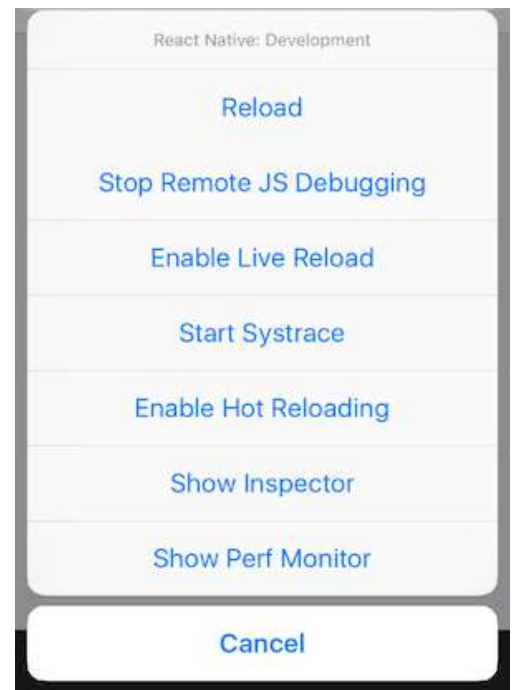 React Native: Development
Reload
Stop Remote JS Debugging
Enable Live Reload
Start Systrace
Enable Hot Reloading
Show Inspector
Show Perf Monitor
Cancel